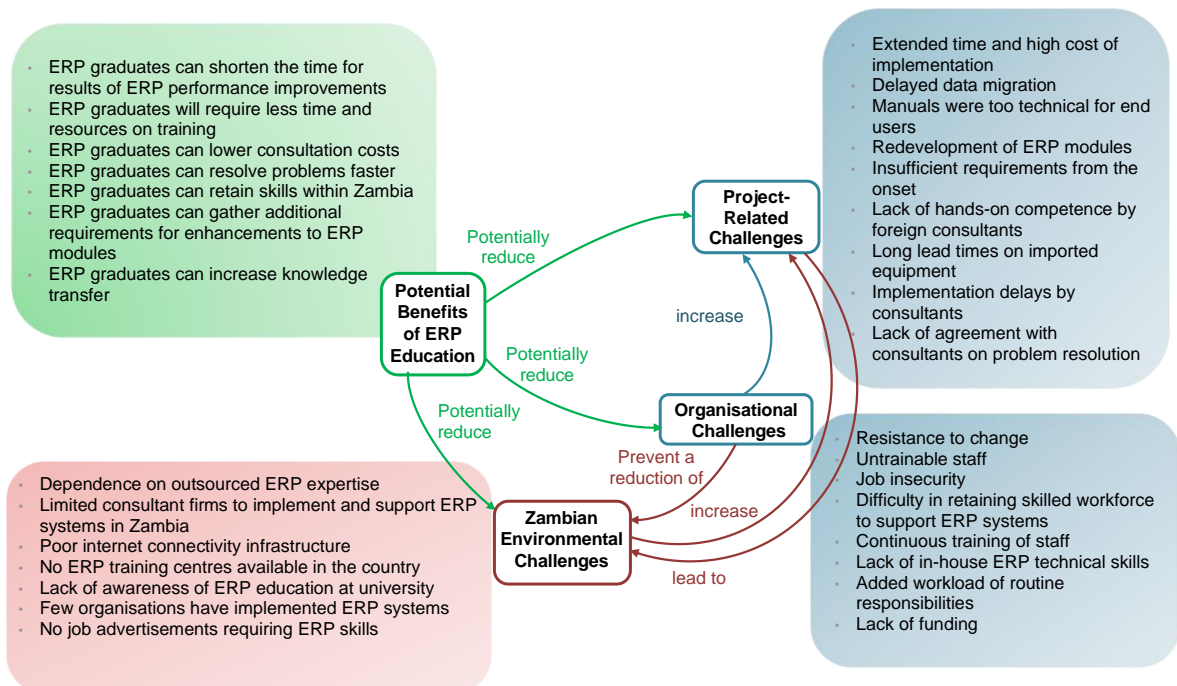 ERP graduates can shorten the time for
results of ERP performance improvements
ERP graduates will require less time and
resources on training
ERP graduates can lower consultation costs
ERP graduates can resolve problems faster
ERP graduates can retain skills within Zambia
ERP graduates can gather additional
requirements for enhancements to ERP
modules
ERP graduates can increase knowledge
transfer
Extended time and high cost of
implementation
Delayed data migration
Manuals were too technical for end
users
Redevelopment of ERP modules
Insufficient requirements from the
onset
Lack of hands-on competence by
foreign consultants
Long lead times on imported
equipment
Implementation delays by
consultants
Lack of agreement with
consultants on problem resolution
Project-
Related
Challenges
Potentially
reduce
Potential
Benefits
of ERP
Education
increase
Potentially
reduce
Potentially
reduce
Organisational
Challenges
Prevent a
reduction of
increase
Zambian
Environmental
Challenges
lead to
Dependence on outsourced ERP expertise
Limited consultant firms to implement and support ERP
systems in Zambia
Poor internet connectivity infrastructure
No ERP training centres available in the country
Lack of awareness of ERP education at university
Few organisations have implemented ERP systems
No job advertisements requiring ERP skills
Resistance to change
Untrainable staff
Job insecurity
Difficulty in retaining skilled workforce
to support ERP systems
Continuous training of staff
Lack of in-house ERP technical skills
Added workload of routine
responsibilities
Lack of funding